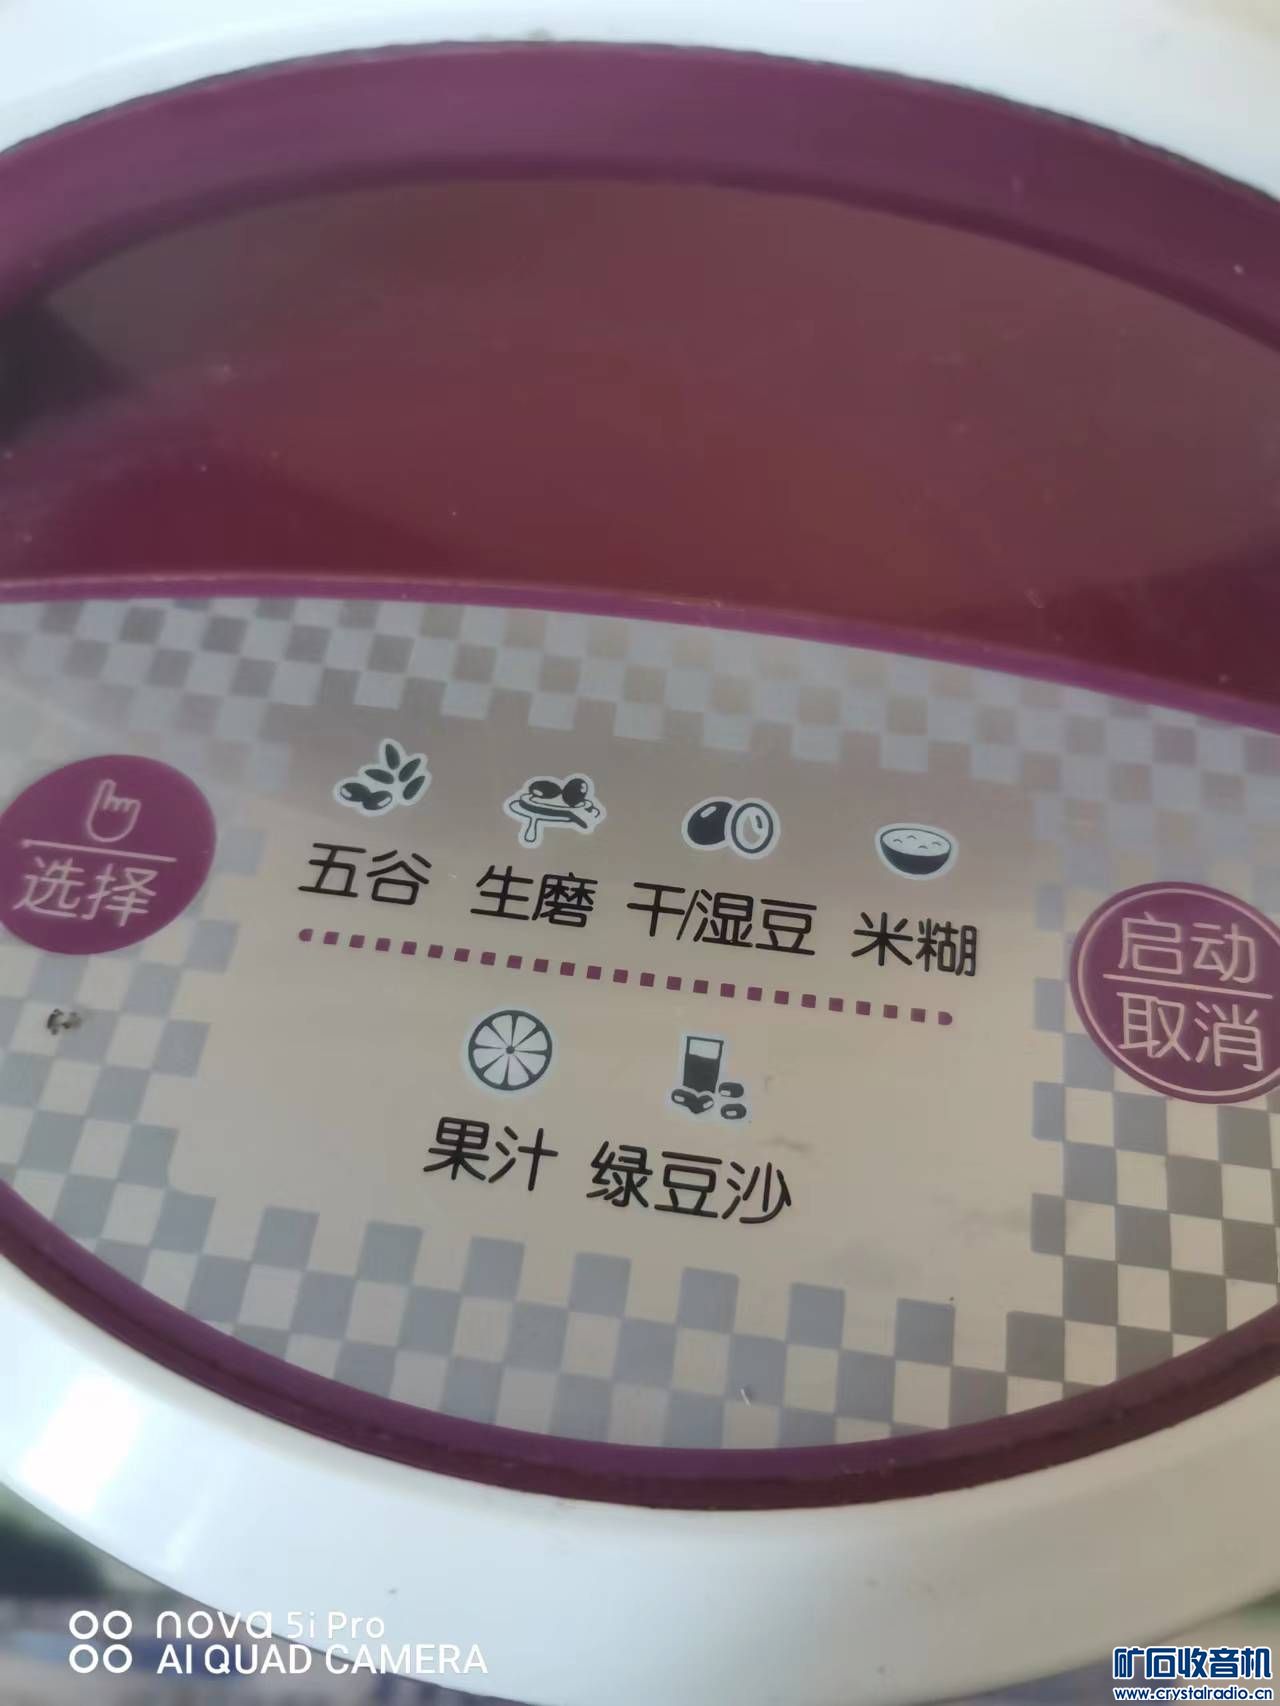 五谷 生磨 干/湿豆 米糊
选择
启动
取消
果汁 绿豆沙
nova 5i Pro
AI QUAD CAMERA
矿石收音机
www.crystalradio.cn